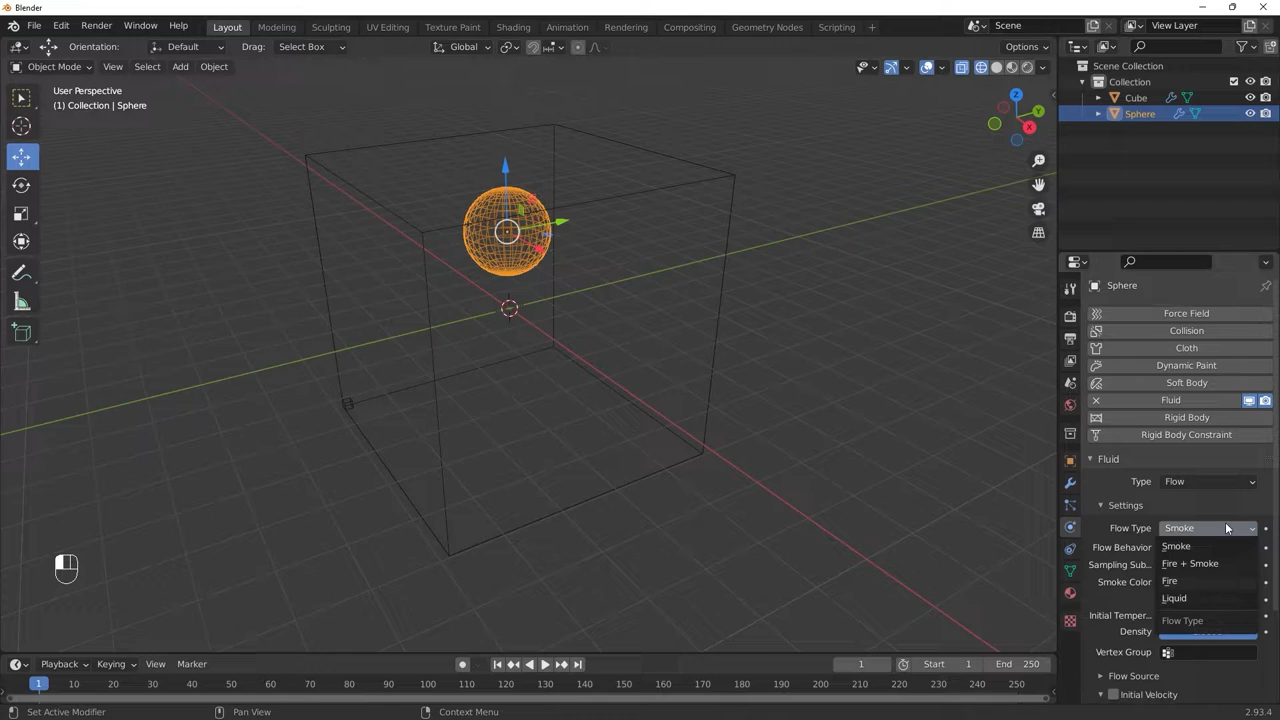 Blender
File Edit Render Window Help Layout Modeling Sculpting UV Editing Texture Paint Shading Animation Rendering Compositing Geometry Nodes Scripting + Scene View Layer
Orientation: Default Drag: Select Box Global Options
Object Mode View Select Add Object
User Perspective
(1) Collection | Sphere
Z
Y
X
Scene Collection
Collection
Cube
Sphere
Sphere
Force Field
Collision
Cloth
Dynamic Paint
Soft Body
Fluid
Rigid Body
Rigid Body Constraint
Fluid
Type Flow
Settings
Flow Type Smoke
Flow Behavior
Sampling Sub...
Smoke Color
Initial Temper...
Density
Smoke
Fire + Smoke
Fire
Liquid
Flow Type
Vertex Group
Flow Source
Initial Velocity
Playback Keying View Marker 1 Start 1 End 250
1 10 20 30 40 50 60 70 80 90 100 110 120 130 140 150 160 170 180 190 200 210 220 230 240 250
Set Active Modifier Pan View Context Menu 2.93.4